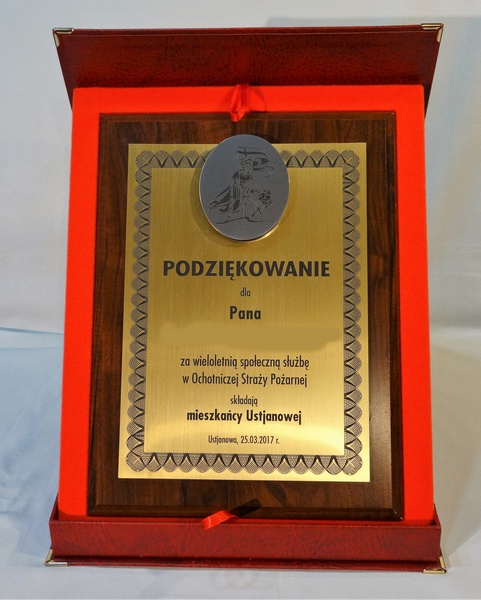 PODZIĘKOWANIE
dla
Pana
za wieloletnią społeczną służbę
w Ochotniczej Straży Pożarnej
składają
mieszkańcy Ustjanowej
Ustjanowa, 25.03.2017 r.